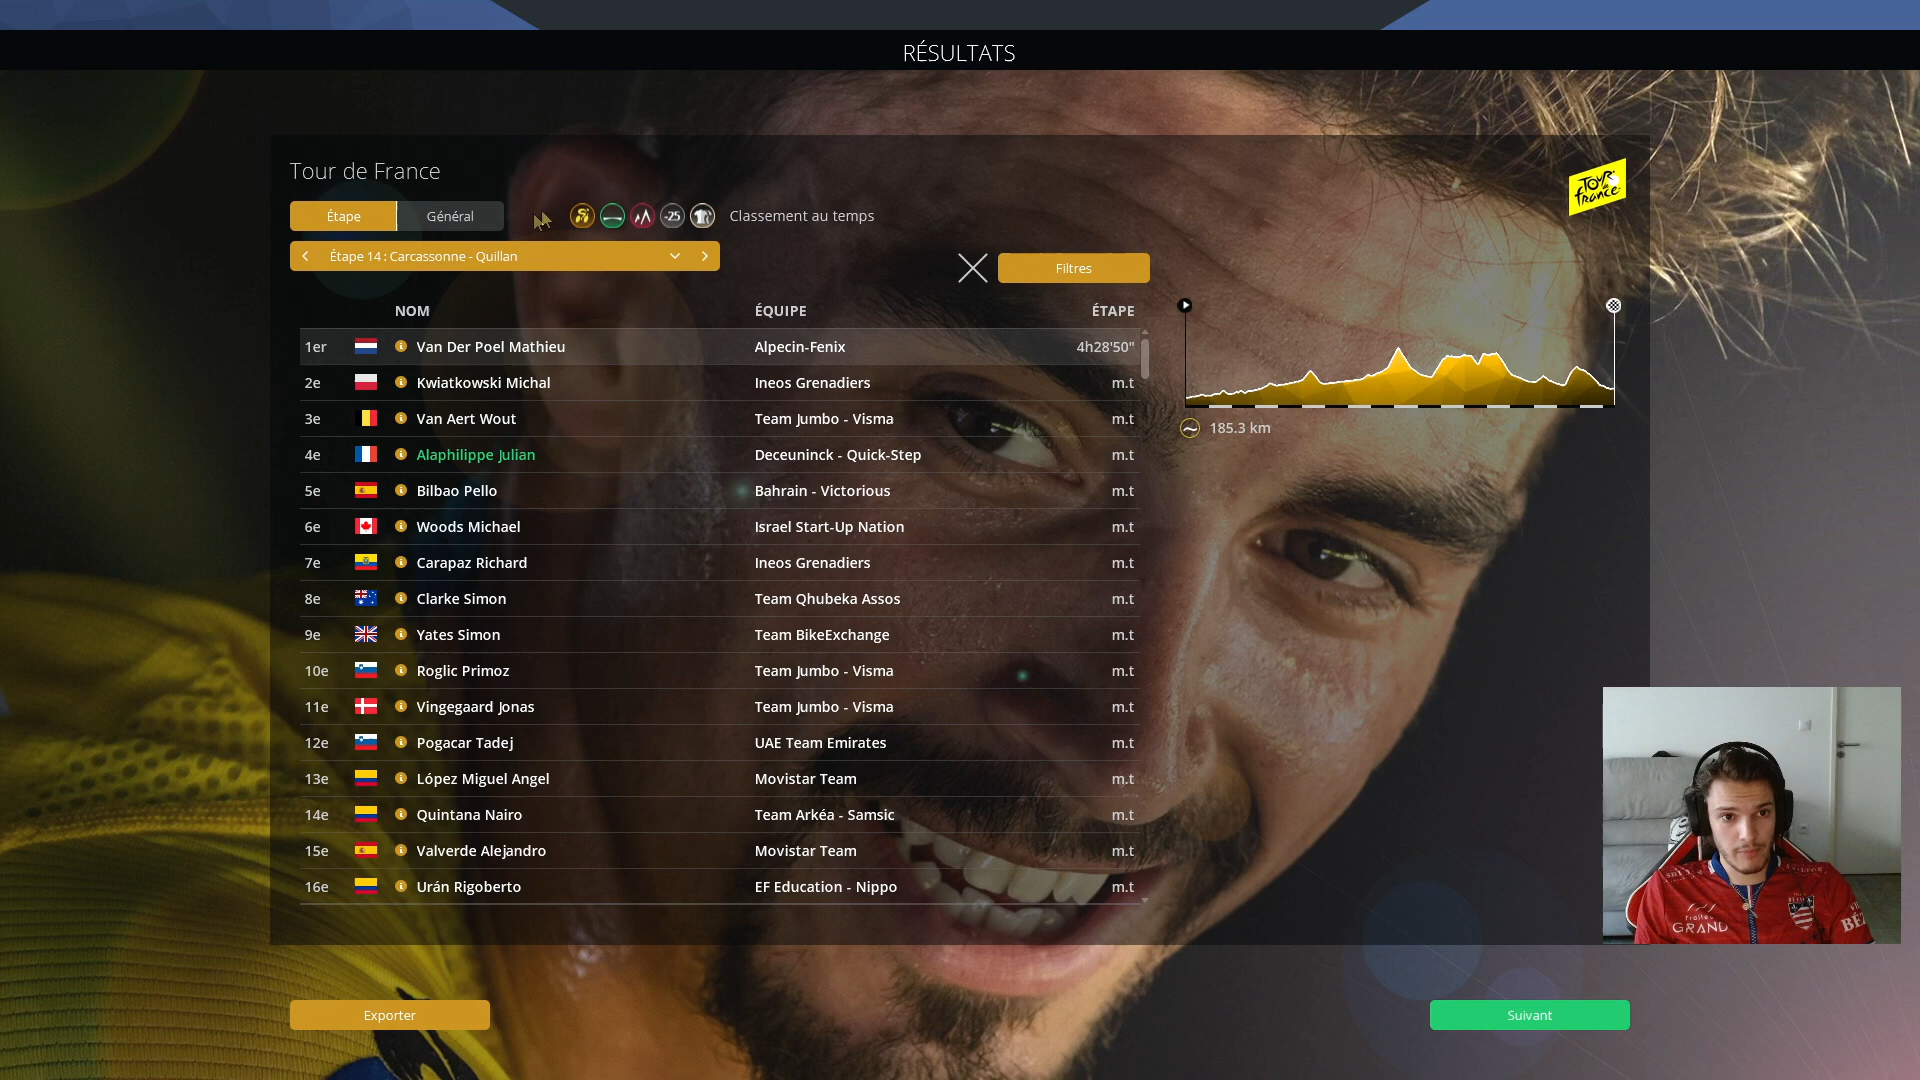 RÉSULTATS
Tour de France
Étape Général -25 Classement au temps
Étape 14 : Carcassonne - Quillan
Filtres
NOM ÉQUIPE ÉTAPE
1er Van Der Poel Mathieu Alpecin-Fenix 4h28'50"
2e Kwiatkowski Michal Ineos Grenadiers m.t
3e Van Aert Wout Team Jumbo - Visma m.t
4e Alaphilippe Julian Deceuninck - Quick-Step m.t
5e Bilbao Pello Bahrain - Victorious m.t
6e Woods Michael Israel Start-Up Nation m.t
7e Carapaz Richard Ineos Grenadiers m.t
8e Clarke Simon Team Qhubeka Assos m.t
9e Yates Simon Team BikeExchange m.t
10e Roglic Primoz Team Jumbo - Visma m.t
11e Vingegaard Jonas Team Jumbo - Visma m.t
12e Pogacar Tadej UAE Team Emirates m.t
13e López Miguel Angel Movistar Team m.t
14e Quintana Nairo Team Arkéa - Samsic m.t
15e Valverde Alejandro Movistar Team m.t
16e Urán Rigoberto EF Education - Nippo m.t
TOUR
de
france
185.3 km
GRAND
Exporter
Suivant